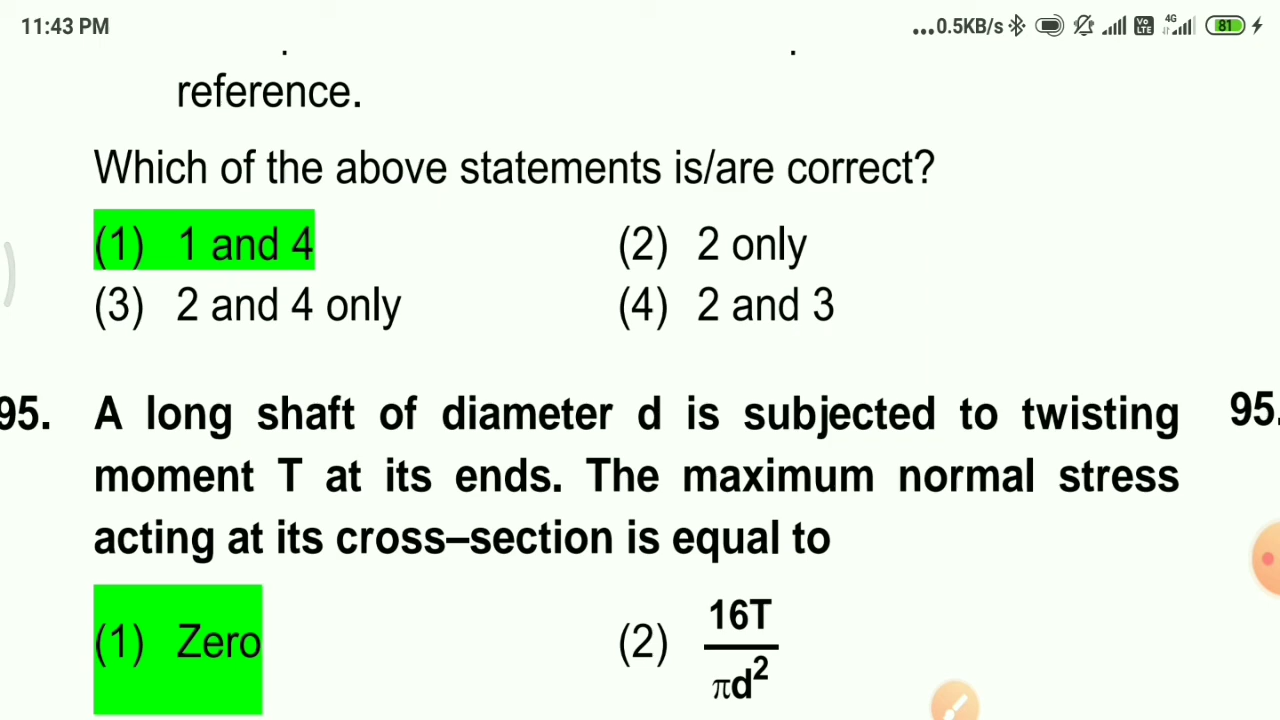 11:43 PM ...0.5KB/s Vo LTE 4G 81
reference.
Which of the above statements is/are correct?
(1) 1 and 4 (2) 2 only
(3) 2 and 4 only (4) 2 and 3
95. A long shaft of diameter d is subjected to twisting 95.
moment T at its ends. The maximum normal stress
acting at its cross–section is equal to
(1) Zero (2) 16T
πd²